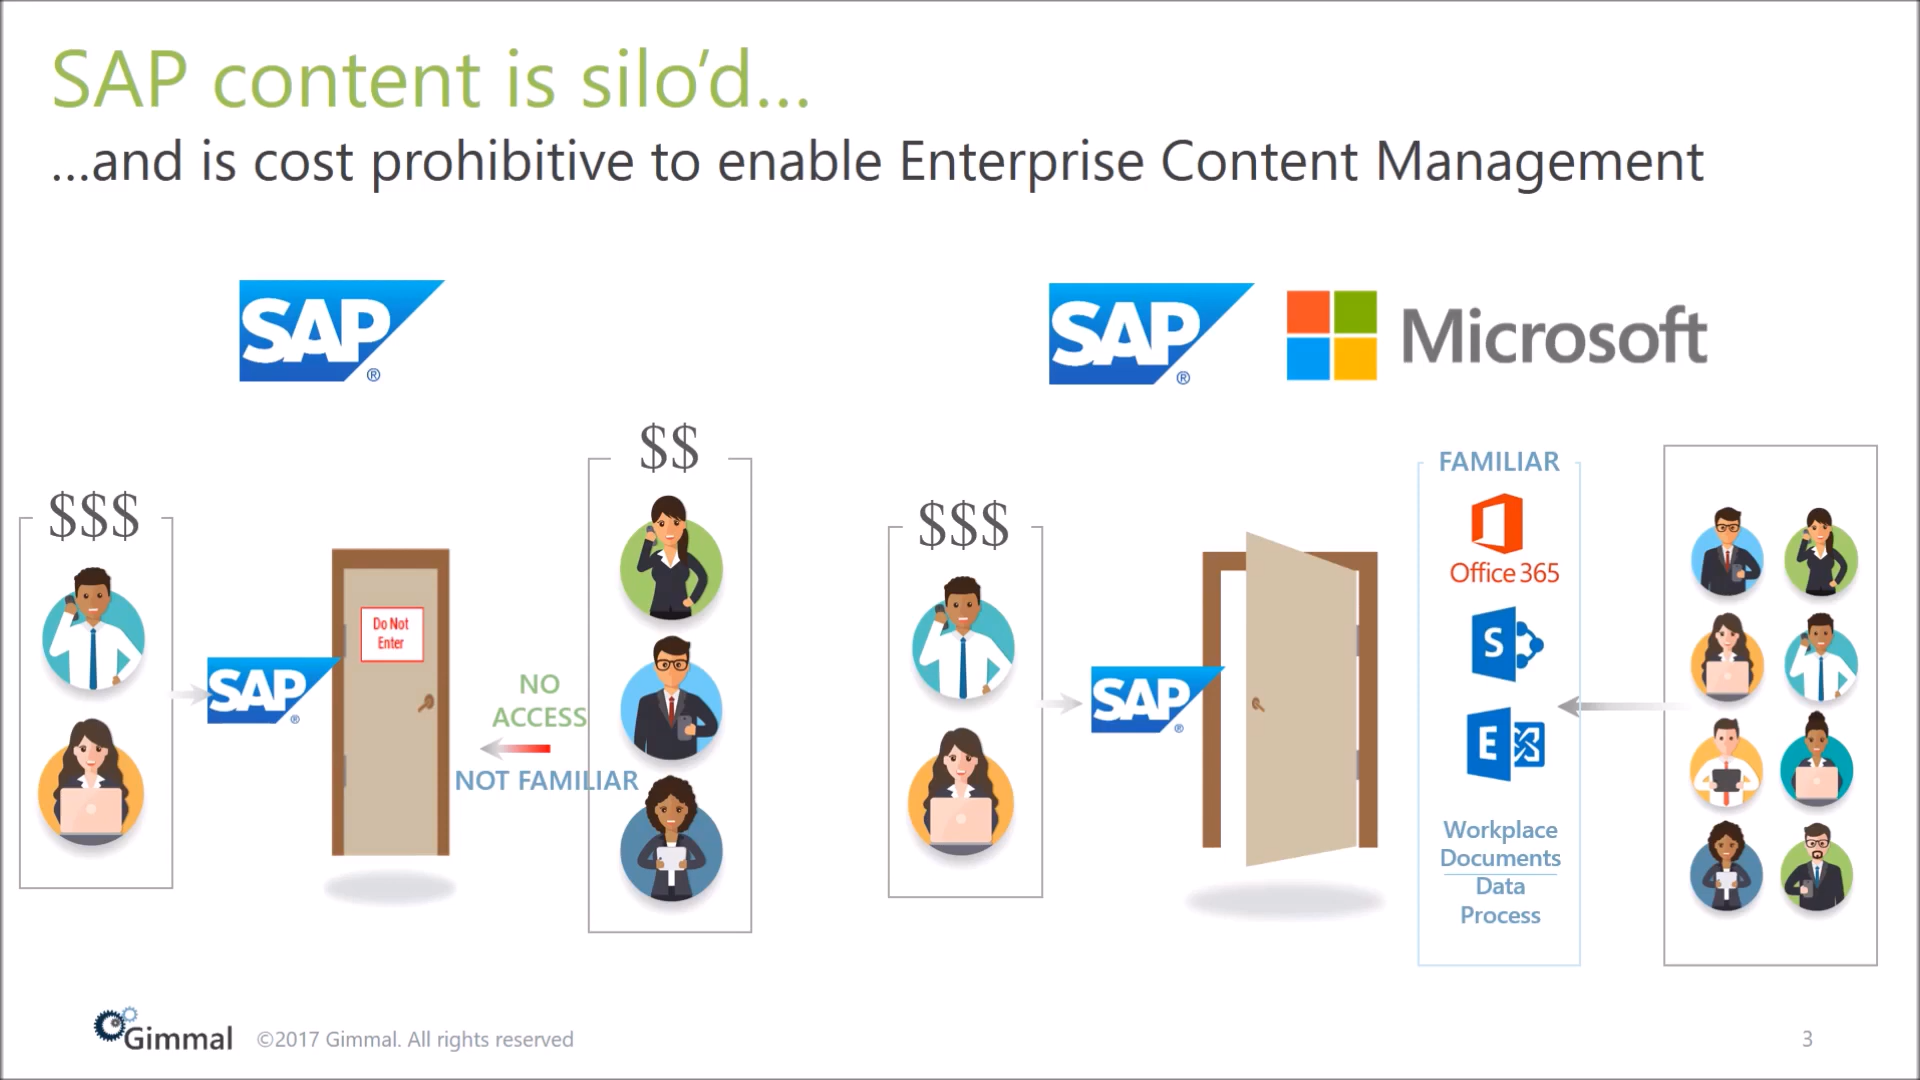 SAP content is silo’d...
...and is cost prohibitive to enable Enterprise Content Management
SAP
®
SAP
®
Microsoft
$$$
SAP
®
Do Not
Enter
NO
ACCESS
NOT FAMILIAR
$$
$$$
SAP
®
FAMILIAR
Office 365
S
E
Workplace
Documents
Data
Process
Gimmal
©2017 Gimmal. All rights reserved
3